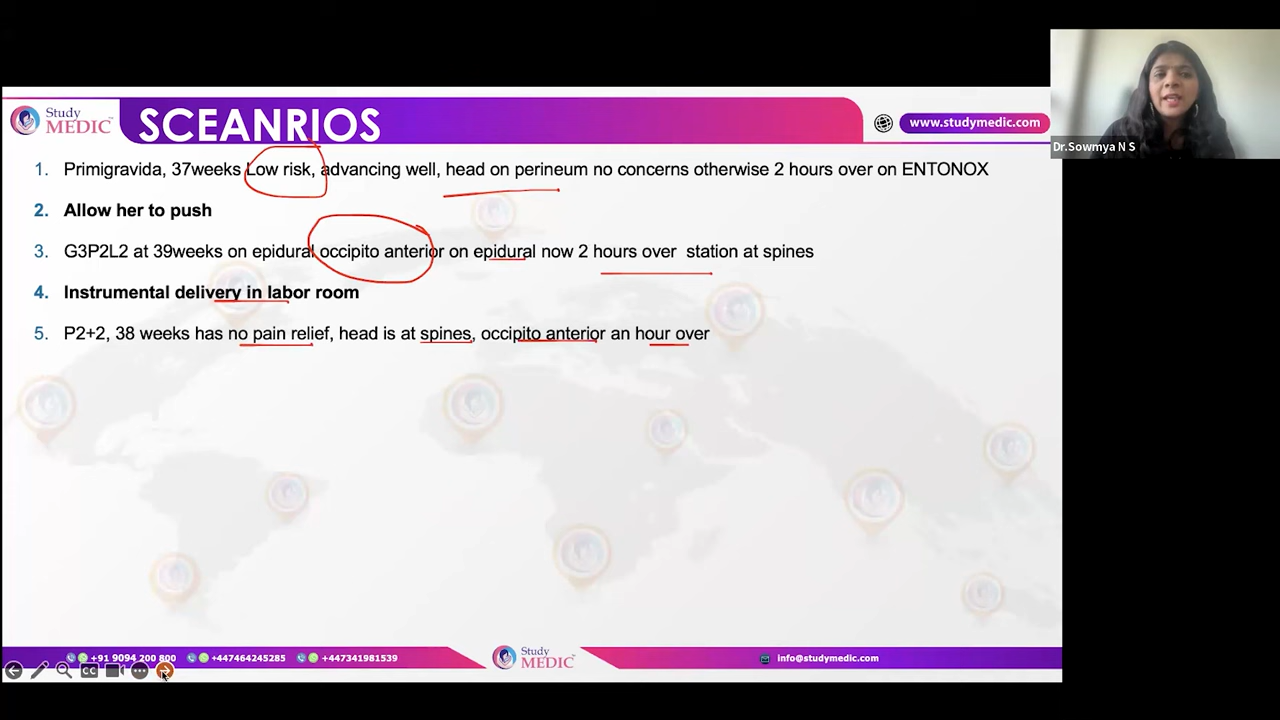 Study
MEDIC
SCEANRIOS
www.studymedic.com
Dr.Sowmya N S
1. Primigravida, 37weeks Low risk, advancing well, head on perineum no concerns otherwise 2 hours over on ENTONOX
2. Allow her to push
3. G3P2L2 at 39weeks on epidural occipito anterior on epidural now 2 hours over station at spines
4. Instrumental delivery in labor room
5. P2+2, 38 weeks has no pain relief, head is at spines, occipito anterior an hour over
+91 9094 200 800 +447464245285 +447341981539
Study
MEDIC
info@studymedic.com
CC